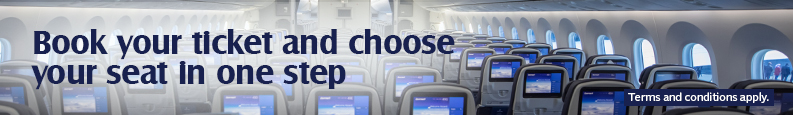 Book your ticket and choose
your seat in one step
Terms and conditions apply.